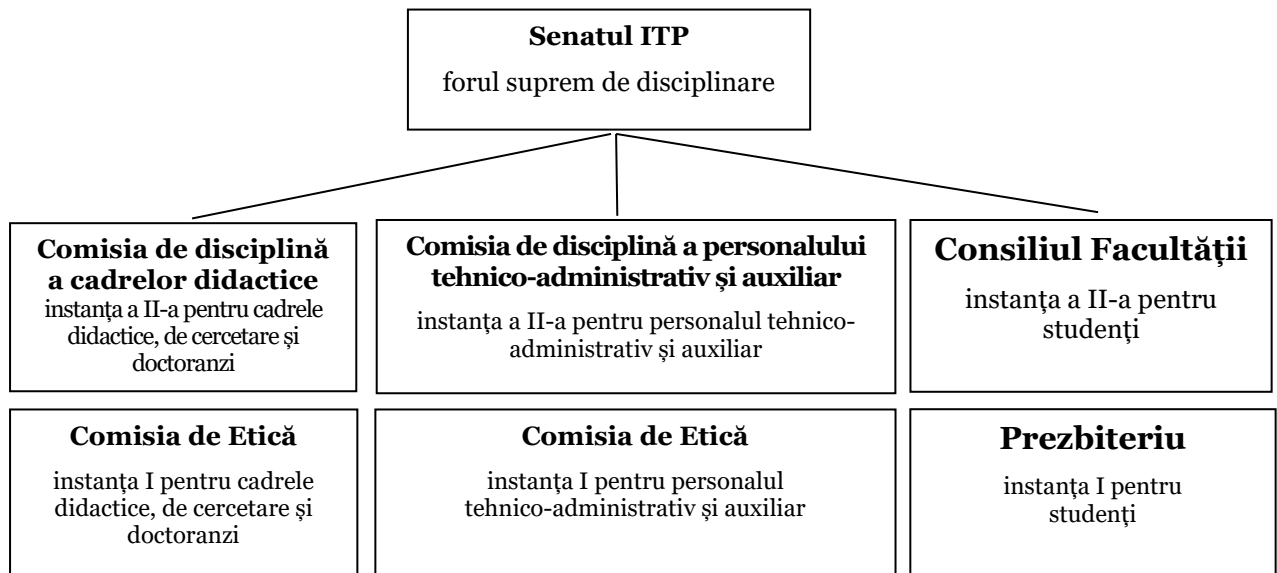 Senatul ITP
forul suprem de disciplinare
Comisia de disciplină
a cadrelor didactice
instanța a II-a pentru cadrele
didactice, de cercetare și
doctoranzi
Comisia de disciplină a personalului
tehnico-administrativ și auxiliar
instanța a II-a pentru personalul tehnico-
administrativ și auxiliar
Consiliul Facultății
instanța a II-a pentru
studenți
Comisia de Etică
instanța I pentru cadrele
didactice, de cercetare și
doctoranzi
Comisia de Etică
instanța I pentru personalul
tehnico-administrativ și auxiliar
Prezbiteriu
instanța I pentru
studenți